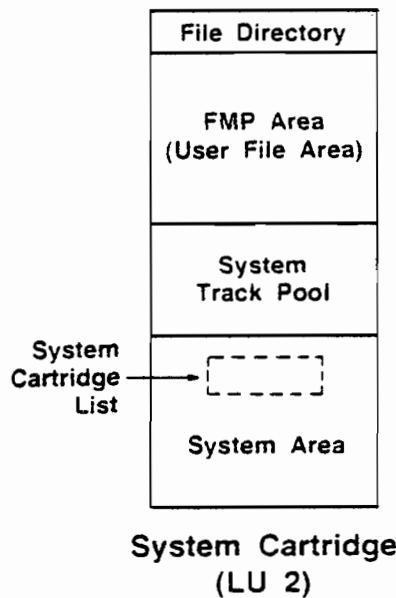 File Directory
FMP Area
(User File Area)
System
Track Pool
System
Cartridge
List
System Area
System Cartridge
(LU 2)